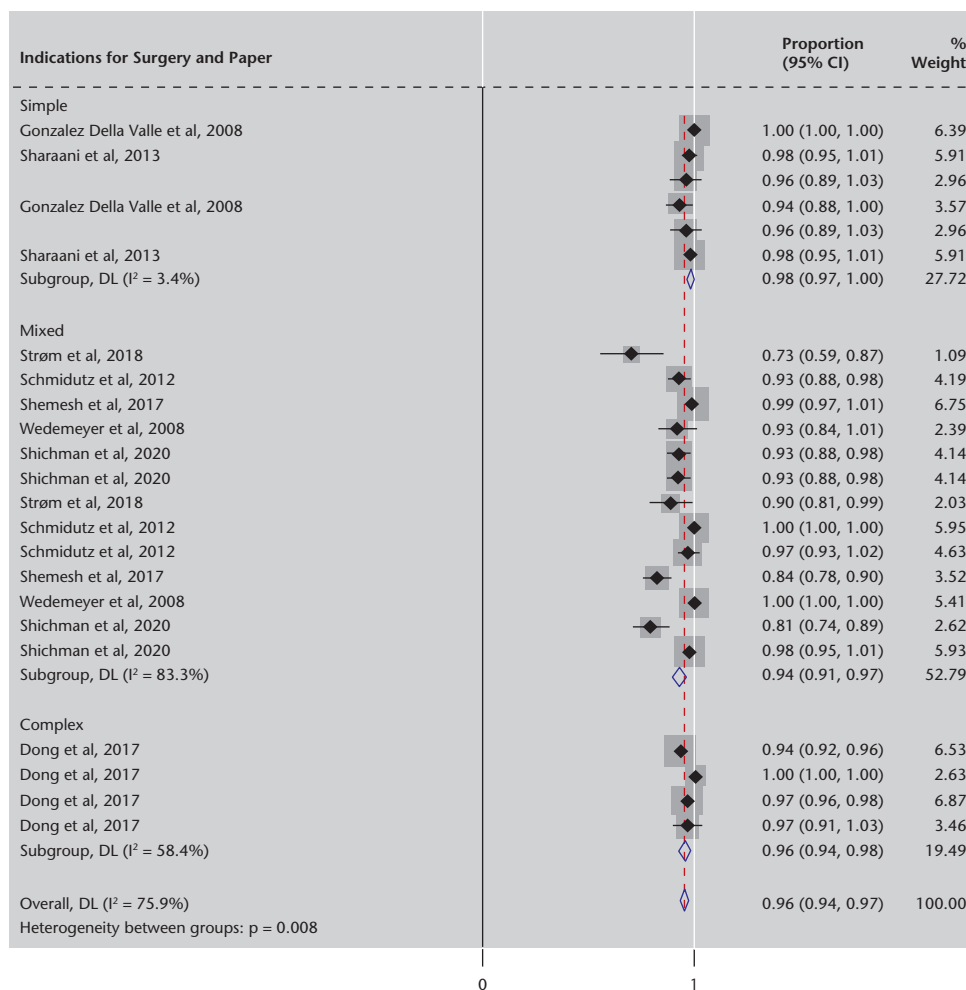 Indications for Surgery and Paper Proportion (95% CI) % Weight
Simple
Gonzalez Della Valle et al, 2008 1.00 (1.00, 1.00) 6.39
Sharaani et al, 2013 0.98 (0.95, 1.01) 5.91
0.96 (0.89, 1.03) 2.96
Gonzalez Della Valle et al, 2008 0.94 (0.88, 1.00) 3.57
0.96 (0.89, 1.03) 2.96
Sharaani et al, 2013 0.98 (0.95, 1.01) 5.91
Subgroup, DL (I² = 3.4%) 0.98 (0.97, 1.00) 27.72
Mixed
Strøm et al, 2018 0.73 (0.59, 0.87) 1.09
Schmidutz et al, 2012 0.93 (0.88, 0.98) 4.19
Shemesh et al, 2017 0.99 (0.97, 1.01) 6.75
Wedemeyer et al, 2008 0.93 (0.84, 1.01) 2.39
Shichman et al, 2020 0.93 (0.88, 0.98) 4.14
Shichman et al, 2020 0.93 (0.88, 0.98) 4.14
Strøm et al, 2018 0.90 (0.81, 0.99) 2.03
Schmidutz et al, 2012 1.00 (1.00, 1.00) 5.95
Schmidutz et al, 2012 0.97 (0.93, 1.02) 4.63
Shemesh et al, 2017 0.84 (0.78, 0.90) 3.52
Wedemeyer et al, 2008 1.00 (1.00, 1.00) 5.41
Shichman et al, 2020 0.81 (0.74, 0.89) 2.62
Shichman et al, 2020 0.98 (0.95, 1.01) 5.93
Subgroup, DL (I² = 83.3%) 0.94 (0.91, 0.97) 52.79
Complex
Dong et al, 2017 0.94 (0.92, 0.96) 6.53
Dong et al, 2017 1.00 (1.00, 1.00) 2.63
Dong et al, 2017 0.97 (0.96, 0.98) 6.87
Dong et al, 2017 0.97 (0.91, 1.03) 3.46
Subgroup, DL (I² = 58.4%) 0.96 (0.94, 0.98) 19.49
Overall, DL (I² = 75.9%) 0.96 (0.94, 0.97) 100.00
Heterogeneity between groups: p = 0.008
0 1